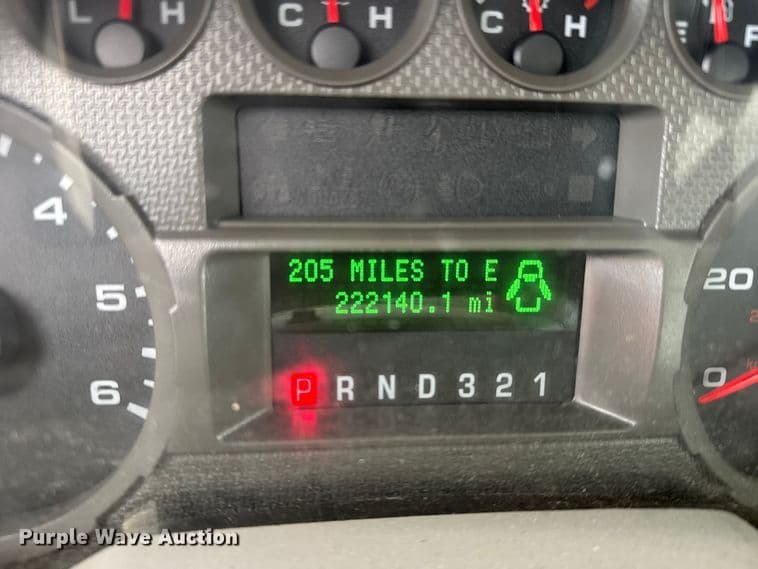 L H C H C H F
4
5
6
205 MILES TO E
222140.1 mi
P R N D 3 2 1
20
0
Purple Wave Auction